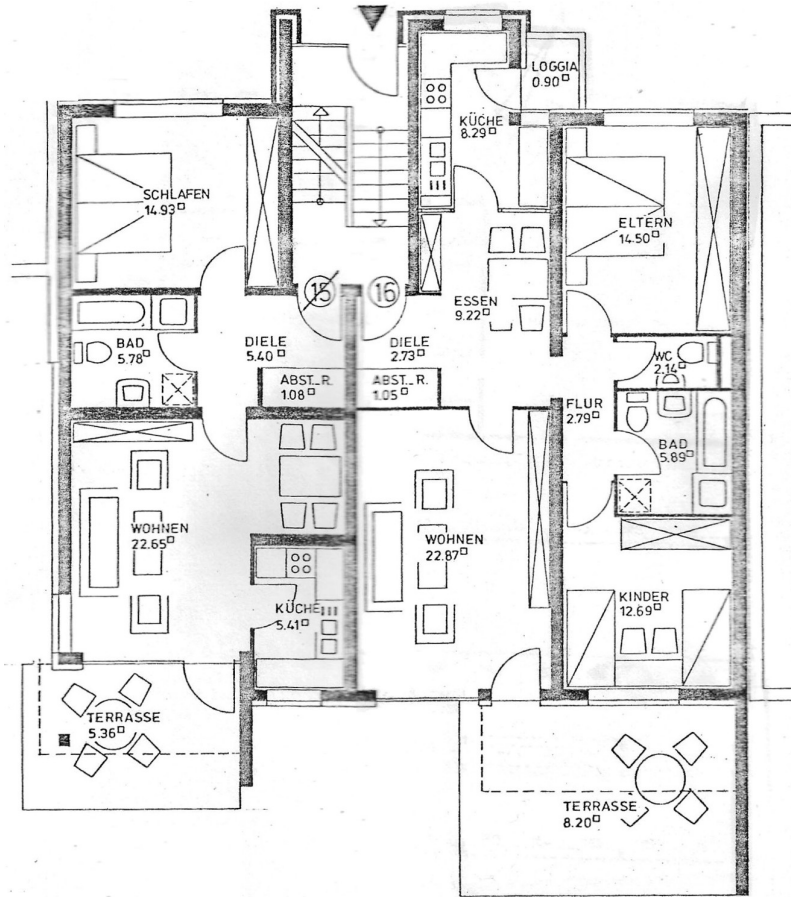 LOGGIA
0.90
KÜCHE
8.29
SCHLAFEN
14.93
ELTERN
14.50
15
16
ESSEN
9.22
BAD
5.78
DIELE
5.40
DIELE
2.73
WC
2.14
ABST. R.
1.08
ABST. R.
1.05
FLUR
2.79
BAD
5.89
WOHNEN
22.65
WOHNEN
22.87
KÜCHE
5.41
KINDER
12.69
TERRASSE
5.36
TERRASSE
8.20